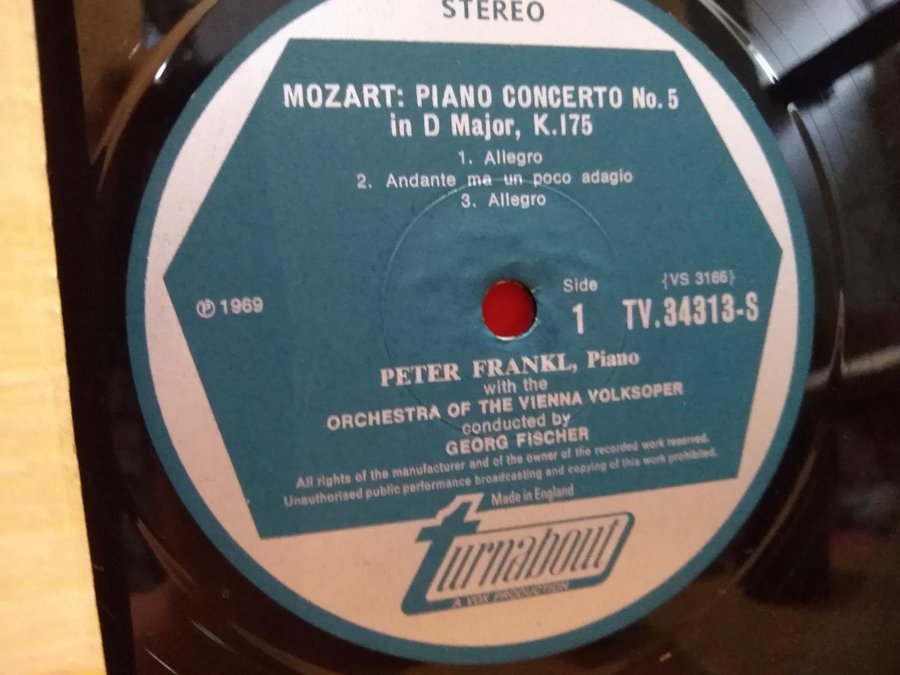 STEREO
MOZART: PIANO CONCERTO No. 5
in D Major, K.175
1. Allegro
2. Andante ma un poco adagio
3. Allegro
℗ 1969
Side
1
{VS 3166}
TV.34313-S
PETER FRANKL, Piano
with the
ORCHESTRA OF THE VIENNA VOLKSOPER
conducted by
GEORG FISCHER
All rights of the manufacturer and of the owner of the recorded work reserved.
Unauthorised public performance broadcasting and copying of this work prohibited.
Made in England
turnabout
A VOX PRODUCTION